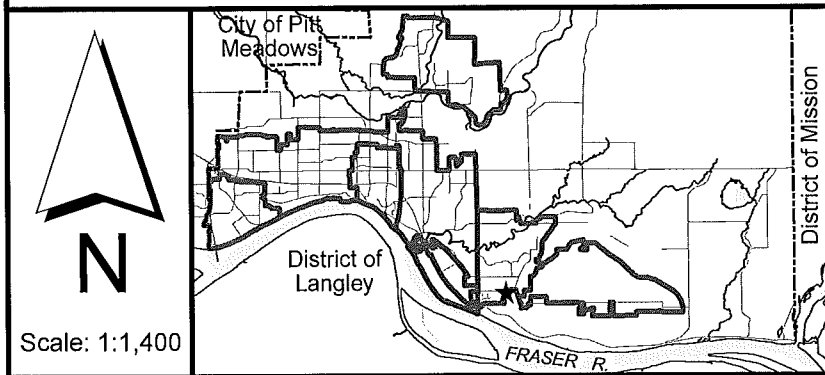 N
Scale: 1:1,400
City of Pitt
Meadows
District of
Langley
FRASER R.
District of Mission